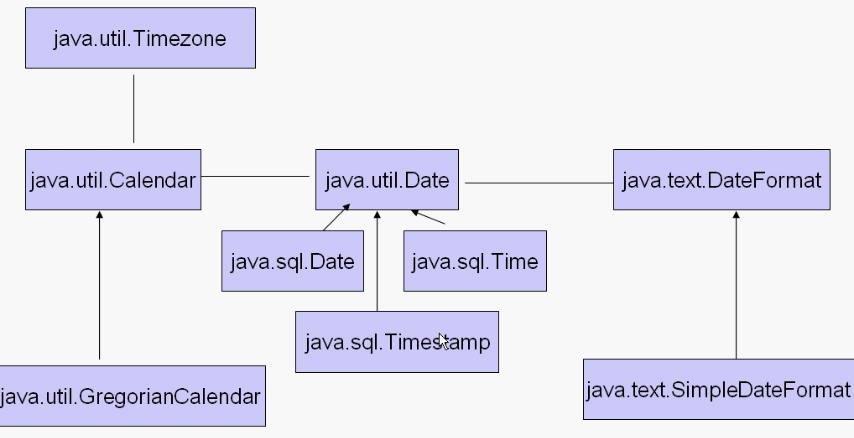 java.util.Timezone
java.util.Calendar
java.util.Date
java.text.DateFormat
java.sql.Date
java.sql.Time
java.sql.Timestamp
java.util.GregorianCalendar
java.text.SimpleDateFormat